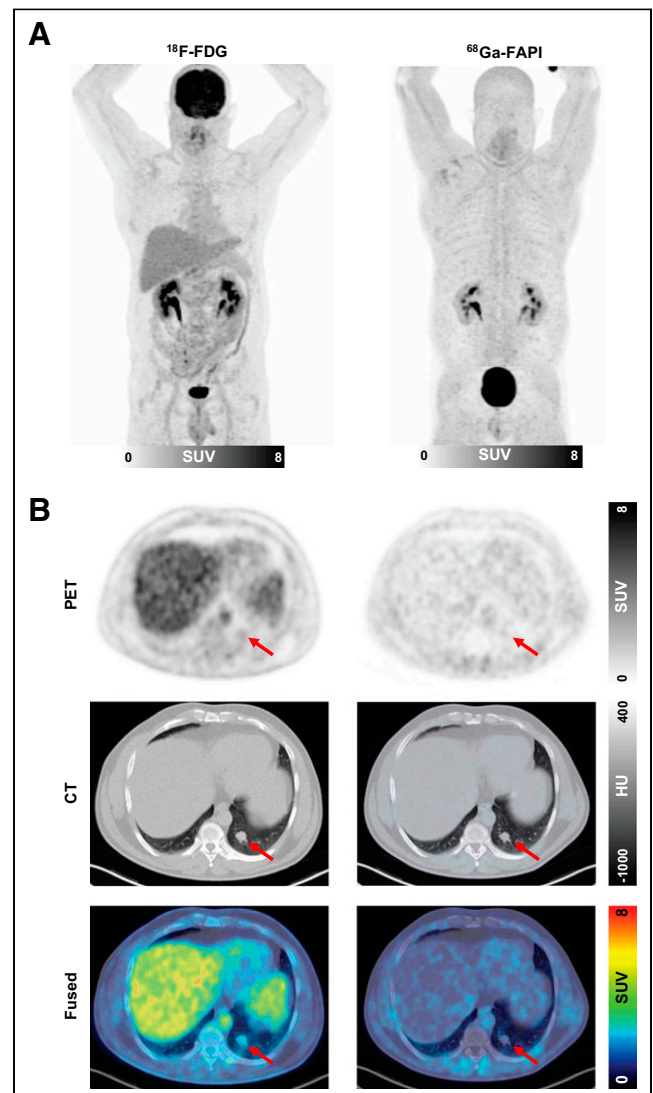 A
18F-FDG
68Ga-FAPI
0 SUV 8
0 SUV 8
B
PET
8
SUV
0
CT
400
HU
-1000
Fused
8
SUV
0